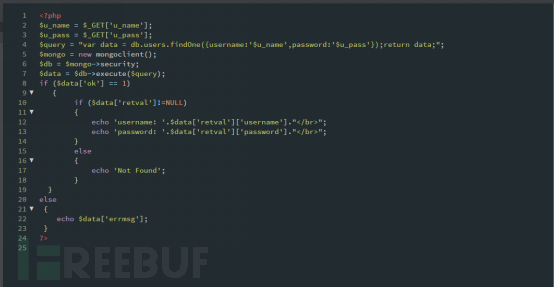 1 <?php
2 $u_name = $_GET['u_name'];
3 $u_pass = $_GET['u_pass'];
4 $query = "var data = db.users.findOne({username:'$u_name',password:'$u_pass'});return data;";
5 $mongo = new mongoclient();
6 $db = $mongo->security;
7 $data = $db->execute($query);
8 if ($data['ok'] == 1)
9 {
10 if ($data['retval']!=NULL)
11 {
12 echo 'username: '.$data['retval']['username']."</br>";
13 echo 'password: '.$data['retval']['password']."</br>";
14 }
15 else
16 {
17 echo 'Not Found';
18 }
19 }
20 else
21 {
22 echo $data['errmsg'];
23 }
24 ?>
25
FREEBUF